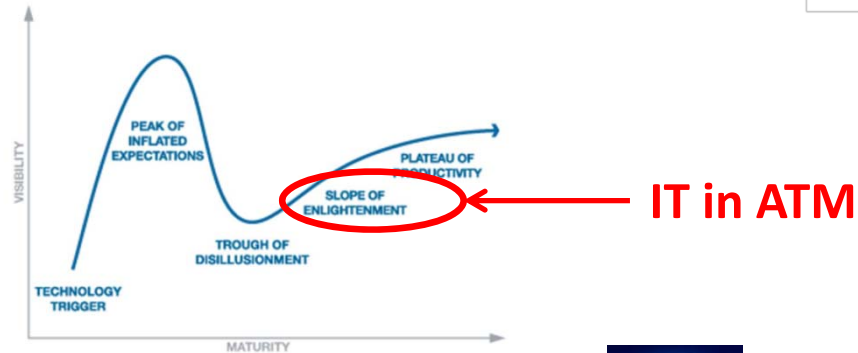 VISIBILITY
PEAK OF
INFLATED
EXPECTATIONS
PLATEAU OF
PRODUCTIVITY
SLOPE OF
ENLIGHTENMENT
IT in ATM
TROUGH OF
DISILLUSIONMENT
TECHNOLOGY
TRIGGER
MATURITY